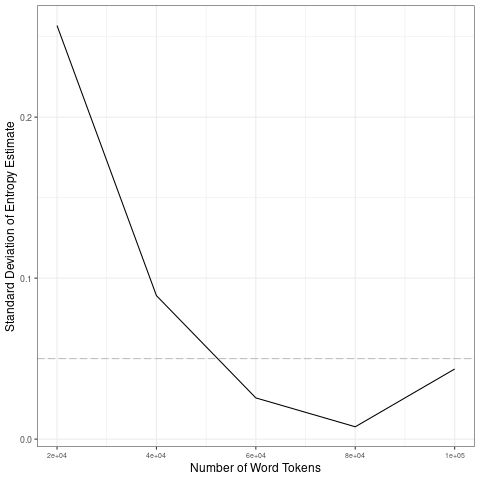 Standard Deviation of Entropy Estimate
0.2
0.1
0.0
2e+04 4e+04 6e+04 8e+04 1e+05
Number of Word Tokens